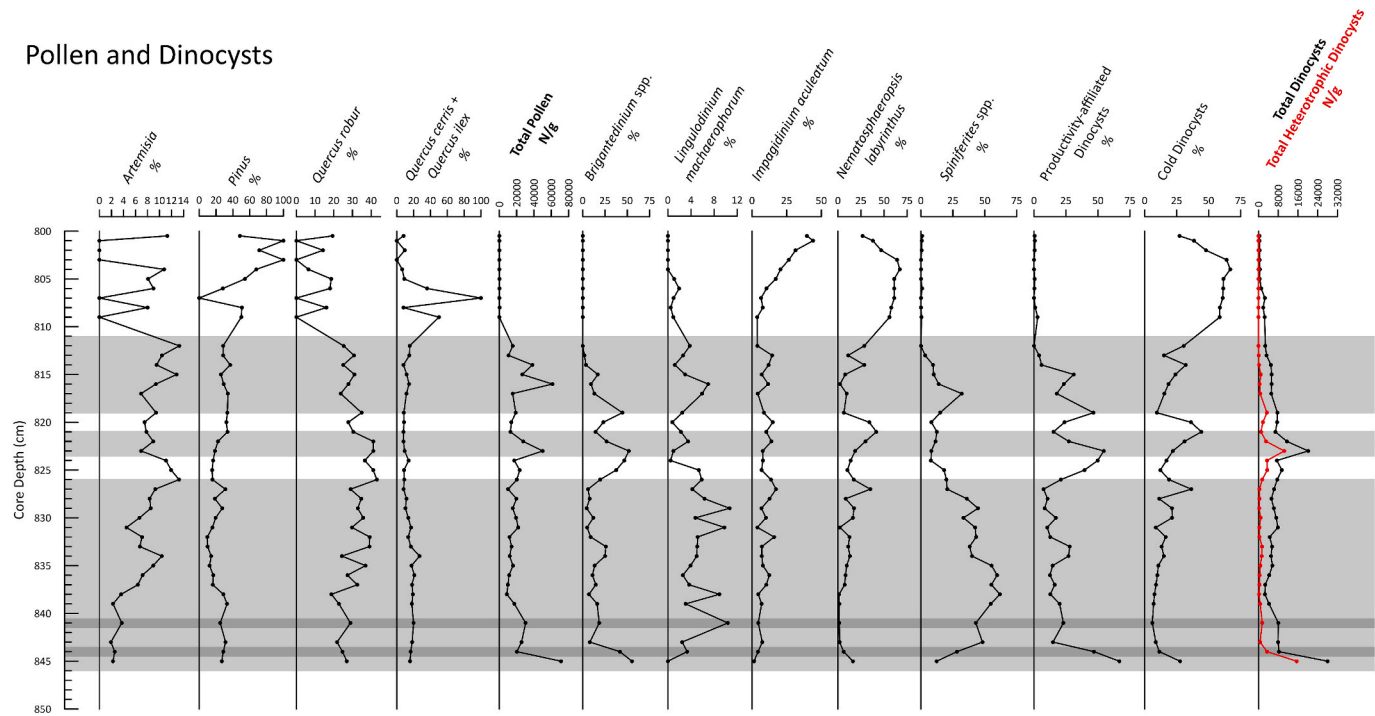 Pollen and Dinocysts
Artemisia
%
Pinus
%
Quercus robur
%
Quercus cerris +
Quercus ilex
%
Total Pollen
N/g
Brigantedinium spp.
%
Lingulodinium
machaerophorum
%
Impagidinium aculeatum
%
Nematosphaeropsis
labyrinthus
%
Spiniferites spp.
%
Productivity-affiliated
Dinocysts
%
Cold Dinocysts
%
Total Dinocysts
Total Heterotrophic Dinocysts
N/g
0 2 4 6 8 10 12 14
0 20 40 60 80 100
0 10 20 30 40
0 20 40 60 80 100
0 20000 40000 60000 80000
0 25 50 75
0 4 8 12
0 25 50
0 25 50 75
0 25 50 75
0 25 50 75
0 25 50 75
0 8000 16000 24000 32000
Core Depth (cm)
800
805
810
815
820
825
830
835
840
845
850